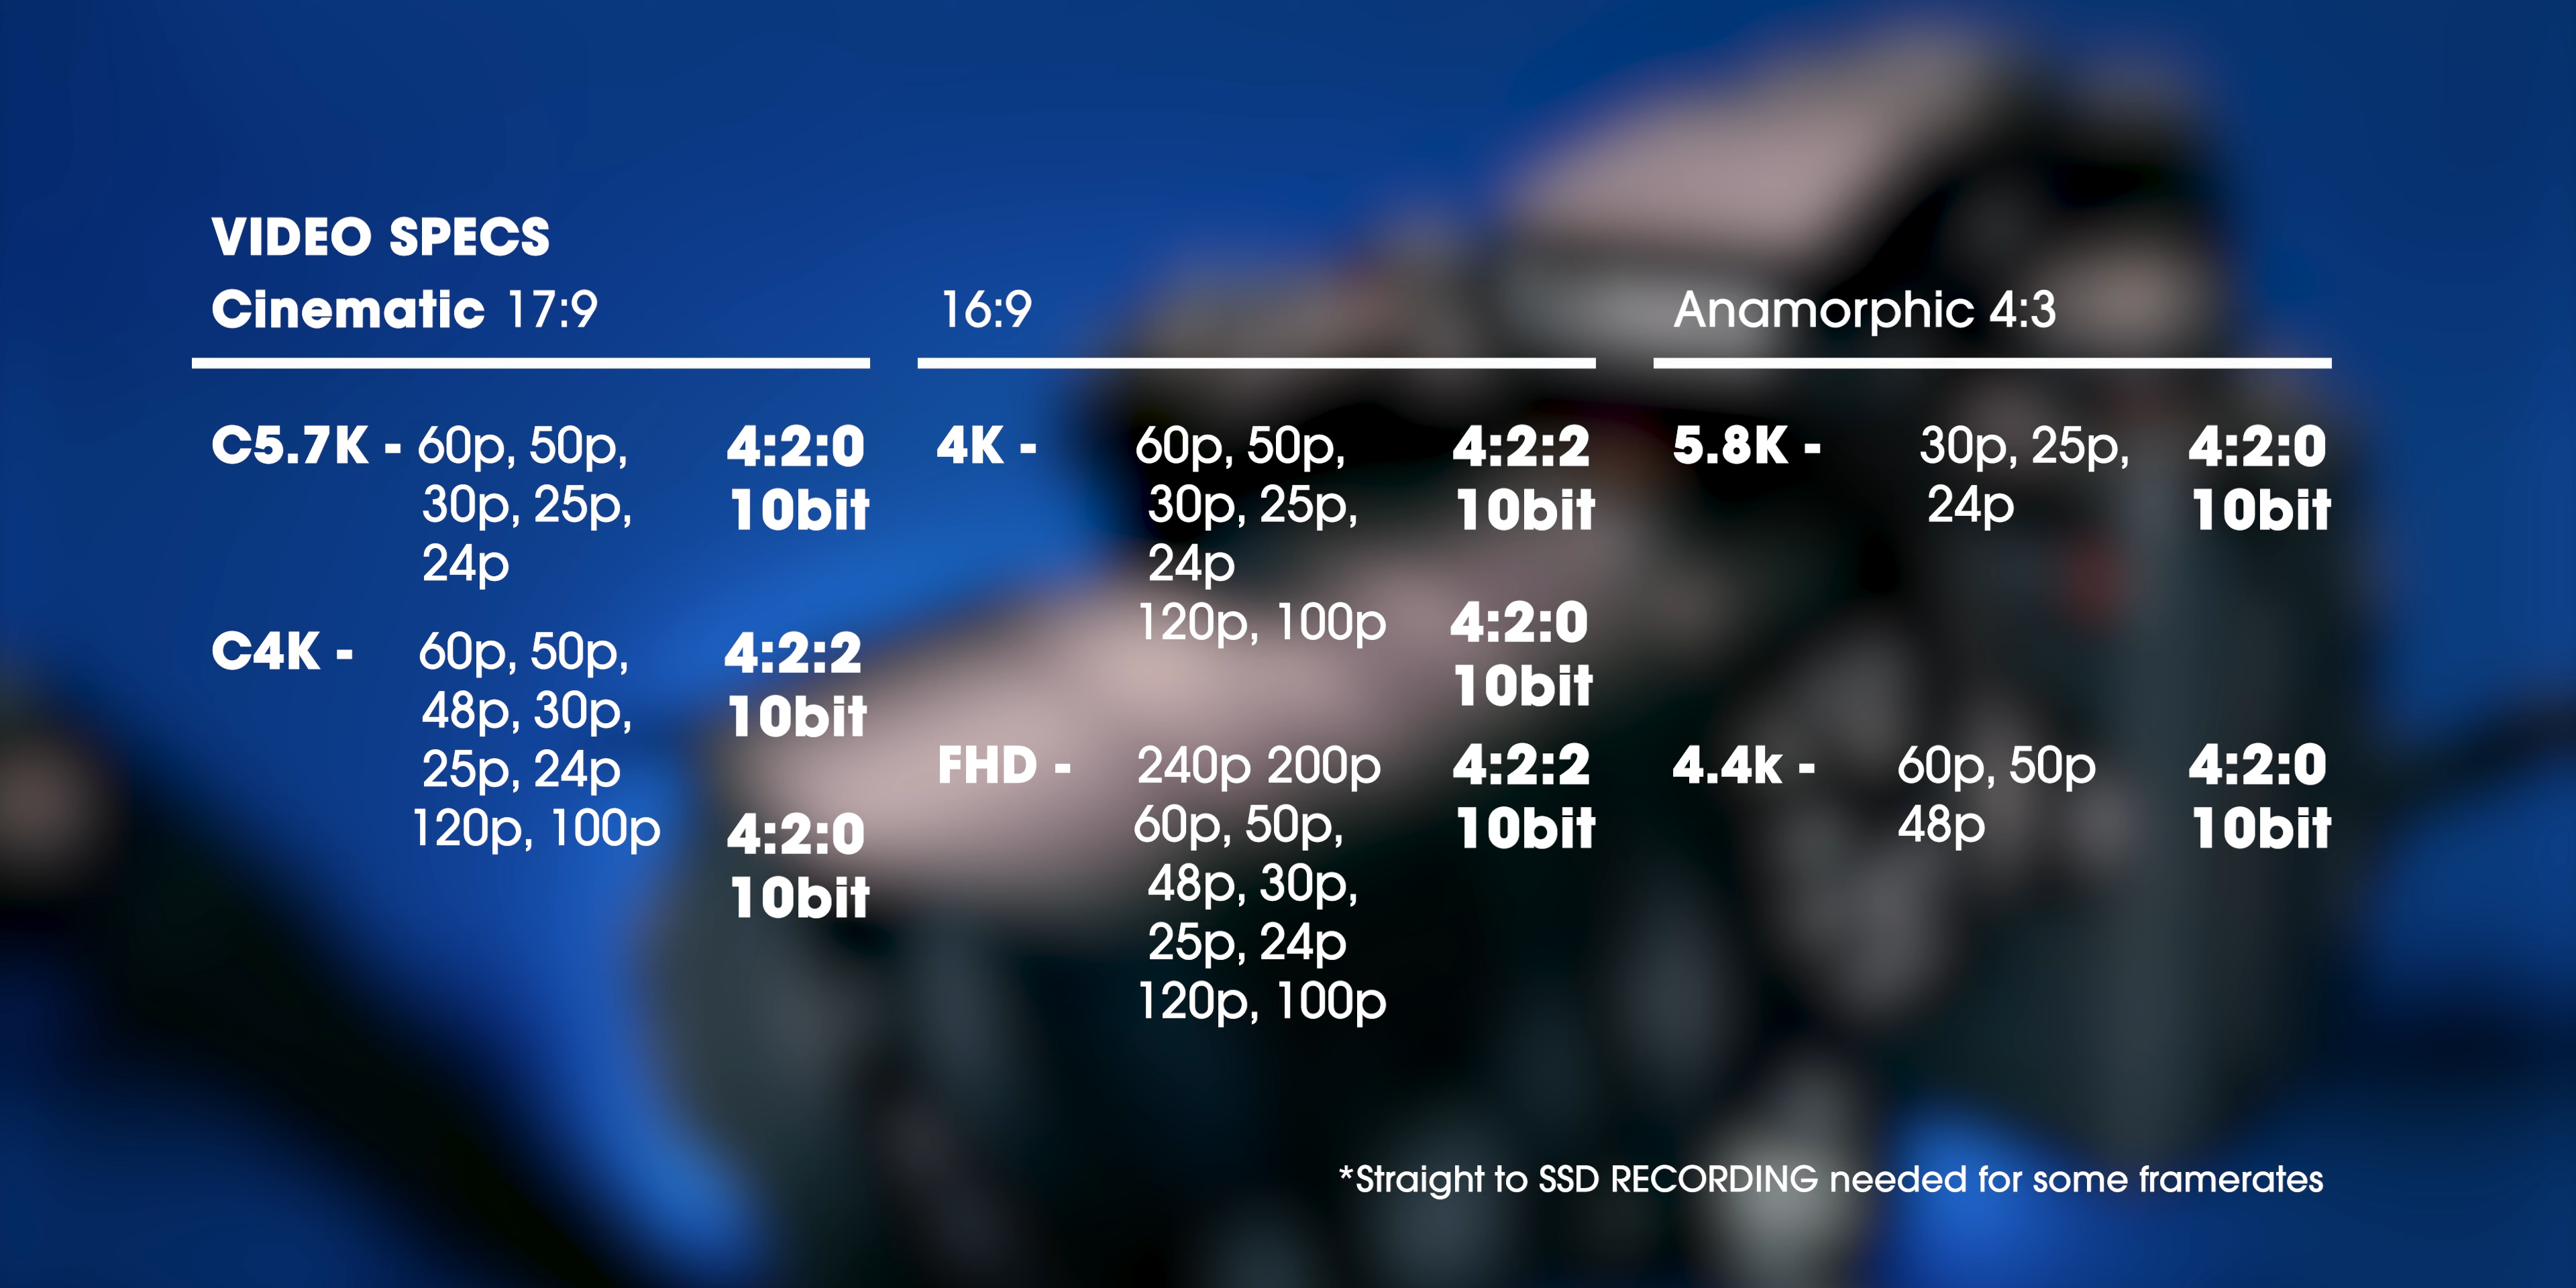 VIDEO SPECS
Cinematic 17:9
C5.7K - 60p, 50p, 4:2:0
30p, 25p, 10bit
24p
C4K - 60p, 50p, 4:2:2
48p, 30p, 10bit
25p, 24p
120p, 100p 4:2:0
10bit
16:9
4K - 60p, 50p, 4:2:2
30p, 25p, 10bit
24p
120p, 100p 4:2:0
10bit
FHD - 240p 200p 4:2:2
60p, 50p, 10bit
48p, 30p,
25p, 24p
120p, 100p
Anamorphic 4:3
5.8K - 30p, 25p, 4:2:0
24p 10bit
4.4k - 60p, 50p 4:2:0
48p 10bit
*Straight to SSD RECORDING needed for some framerates